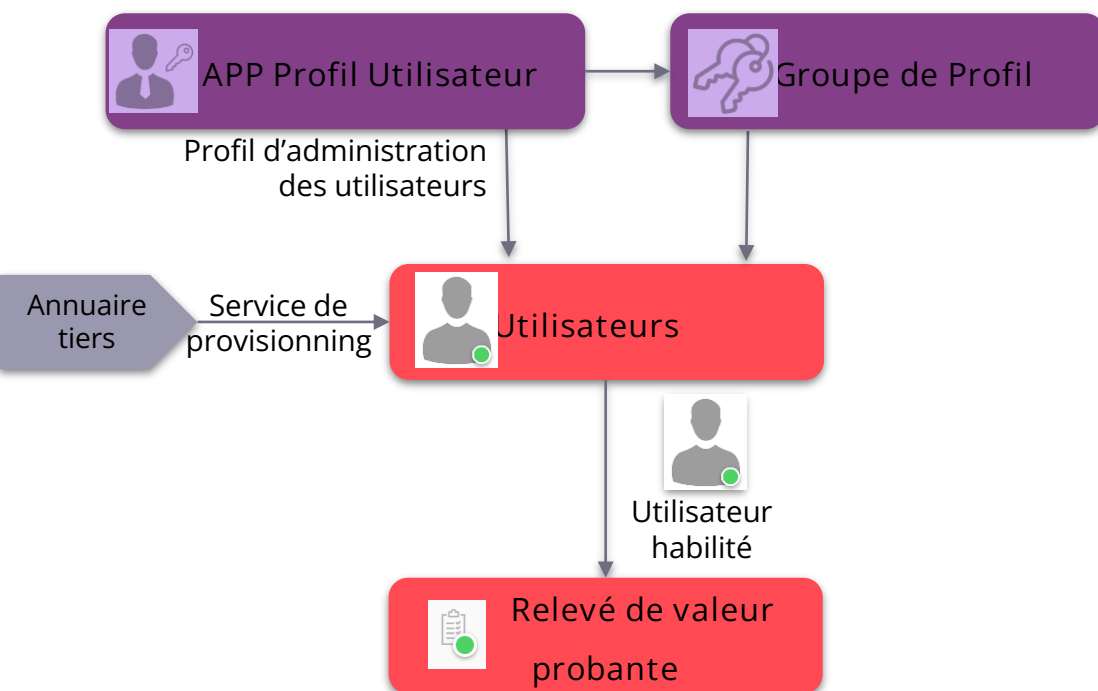 APP Profil Utilisateur
Groupe de Profil
Profil d’administration
des utilisateurs
Annuaire
tiers
Service de
provisionning
Utilisateurs
Utilisateur
habilité
Relevé de valeur
probante